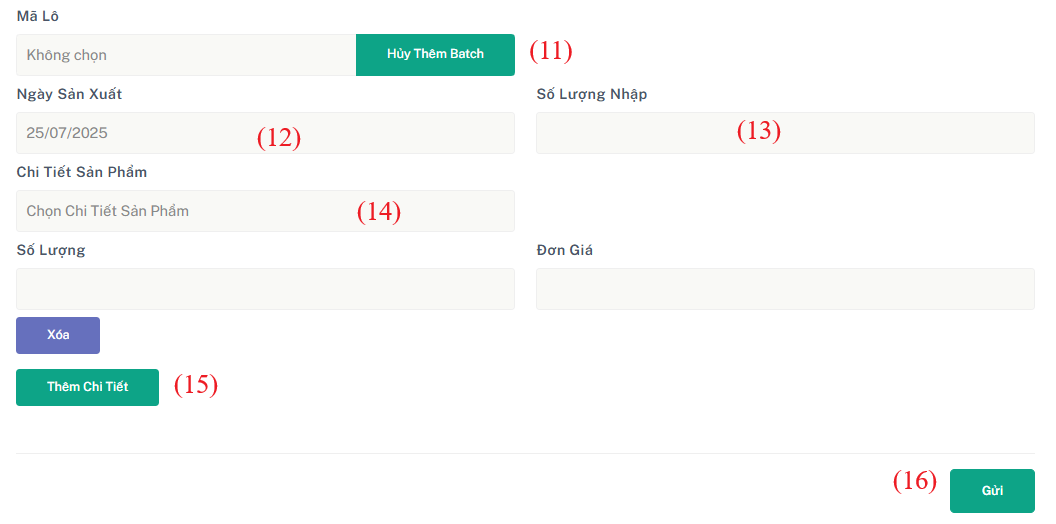 Mã Lô
Không chọn
Hủy Thêm Batch
(11)
Ngày Sản Xuất
Số Lượng Nhập
25/07/2025
(12)
(13)
Chi Tiết Sản Phẩm
Chọn Chi Tiết Sản Phẩm
(14)
Số Lượng
Đơn Giá
Xóa
Thêm Chi Tiết
(15)
(16)
Gửi